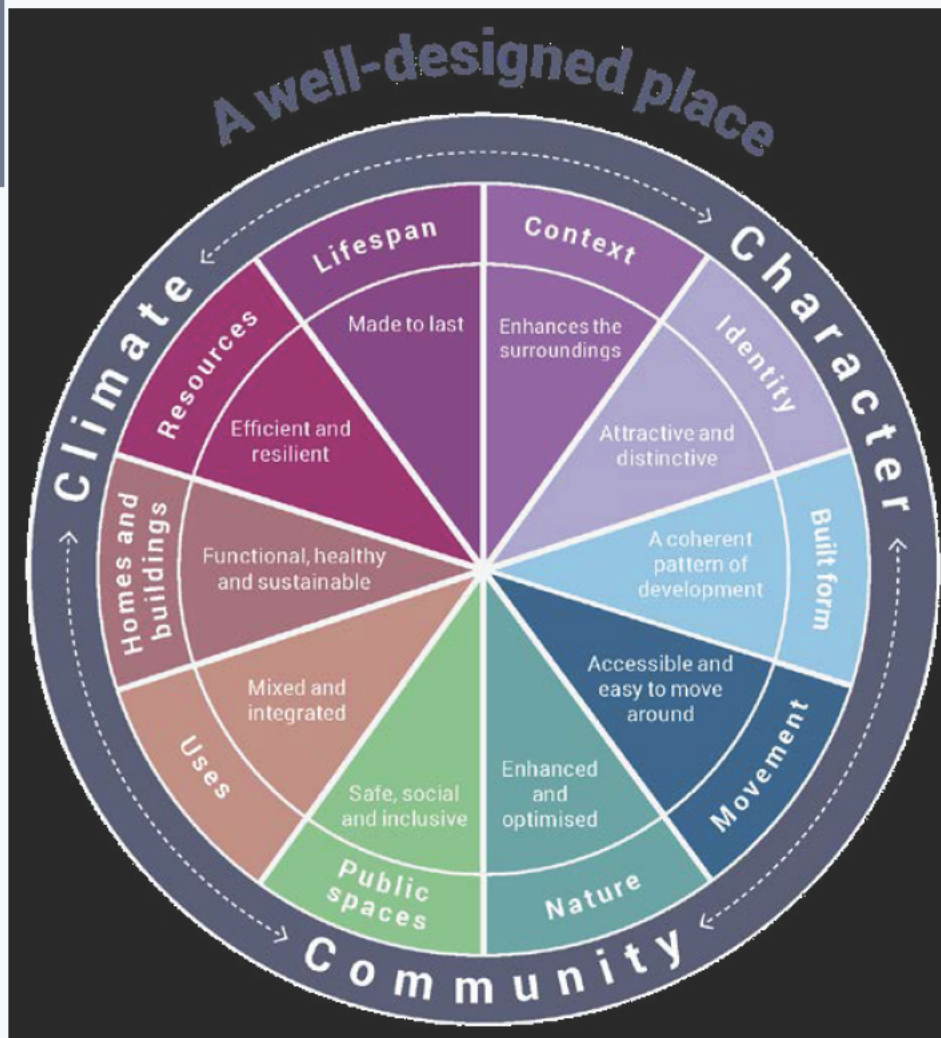 A well-designed place
Climate
Character
Community
Context
Enhances the
surroundings
Identity
Attractive and
distinctive
Built form
A coherent
pattern of
development
Movement
Accessible and
easy to move
around
Nature
Enhanced
and
optimised
Public
spaces
Safe, social
and inclusive
Uses
Mixed and
integrated
Homes and
buildings
Functional, healthy
and sustainable
Resources
Efficient and
resilient
Lifespan
Made to last